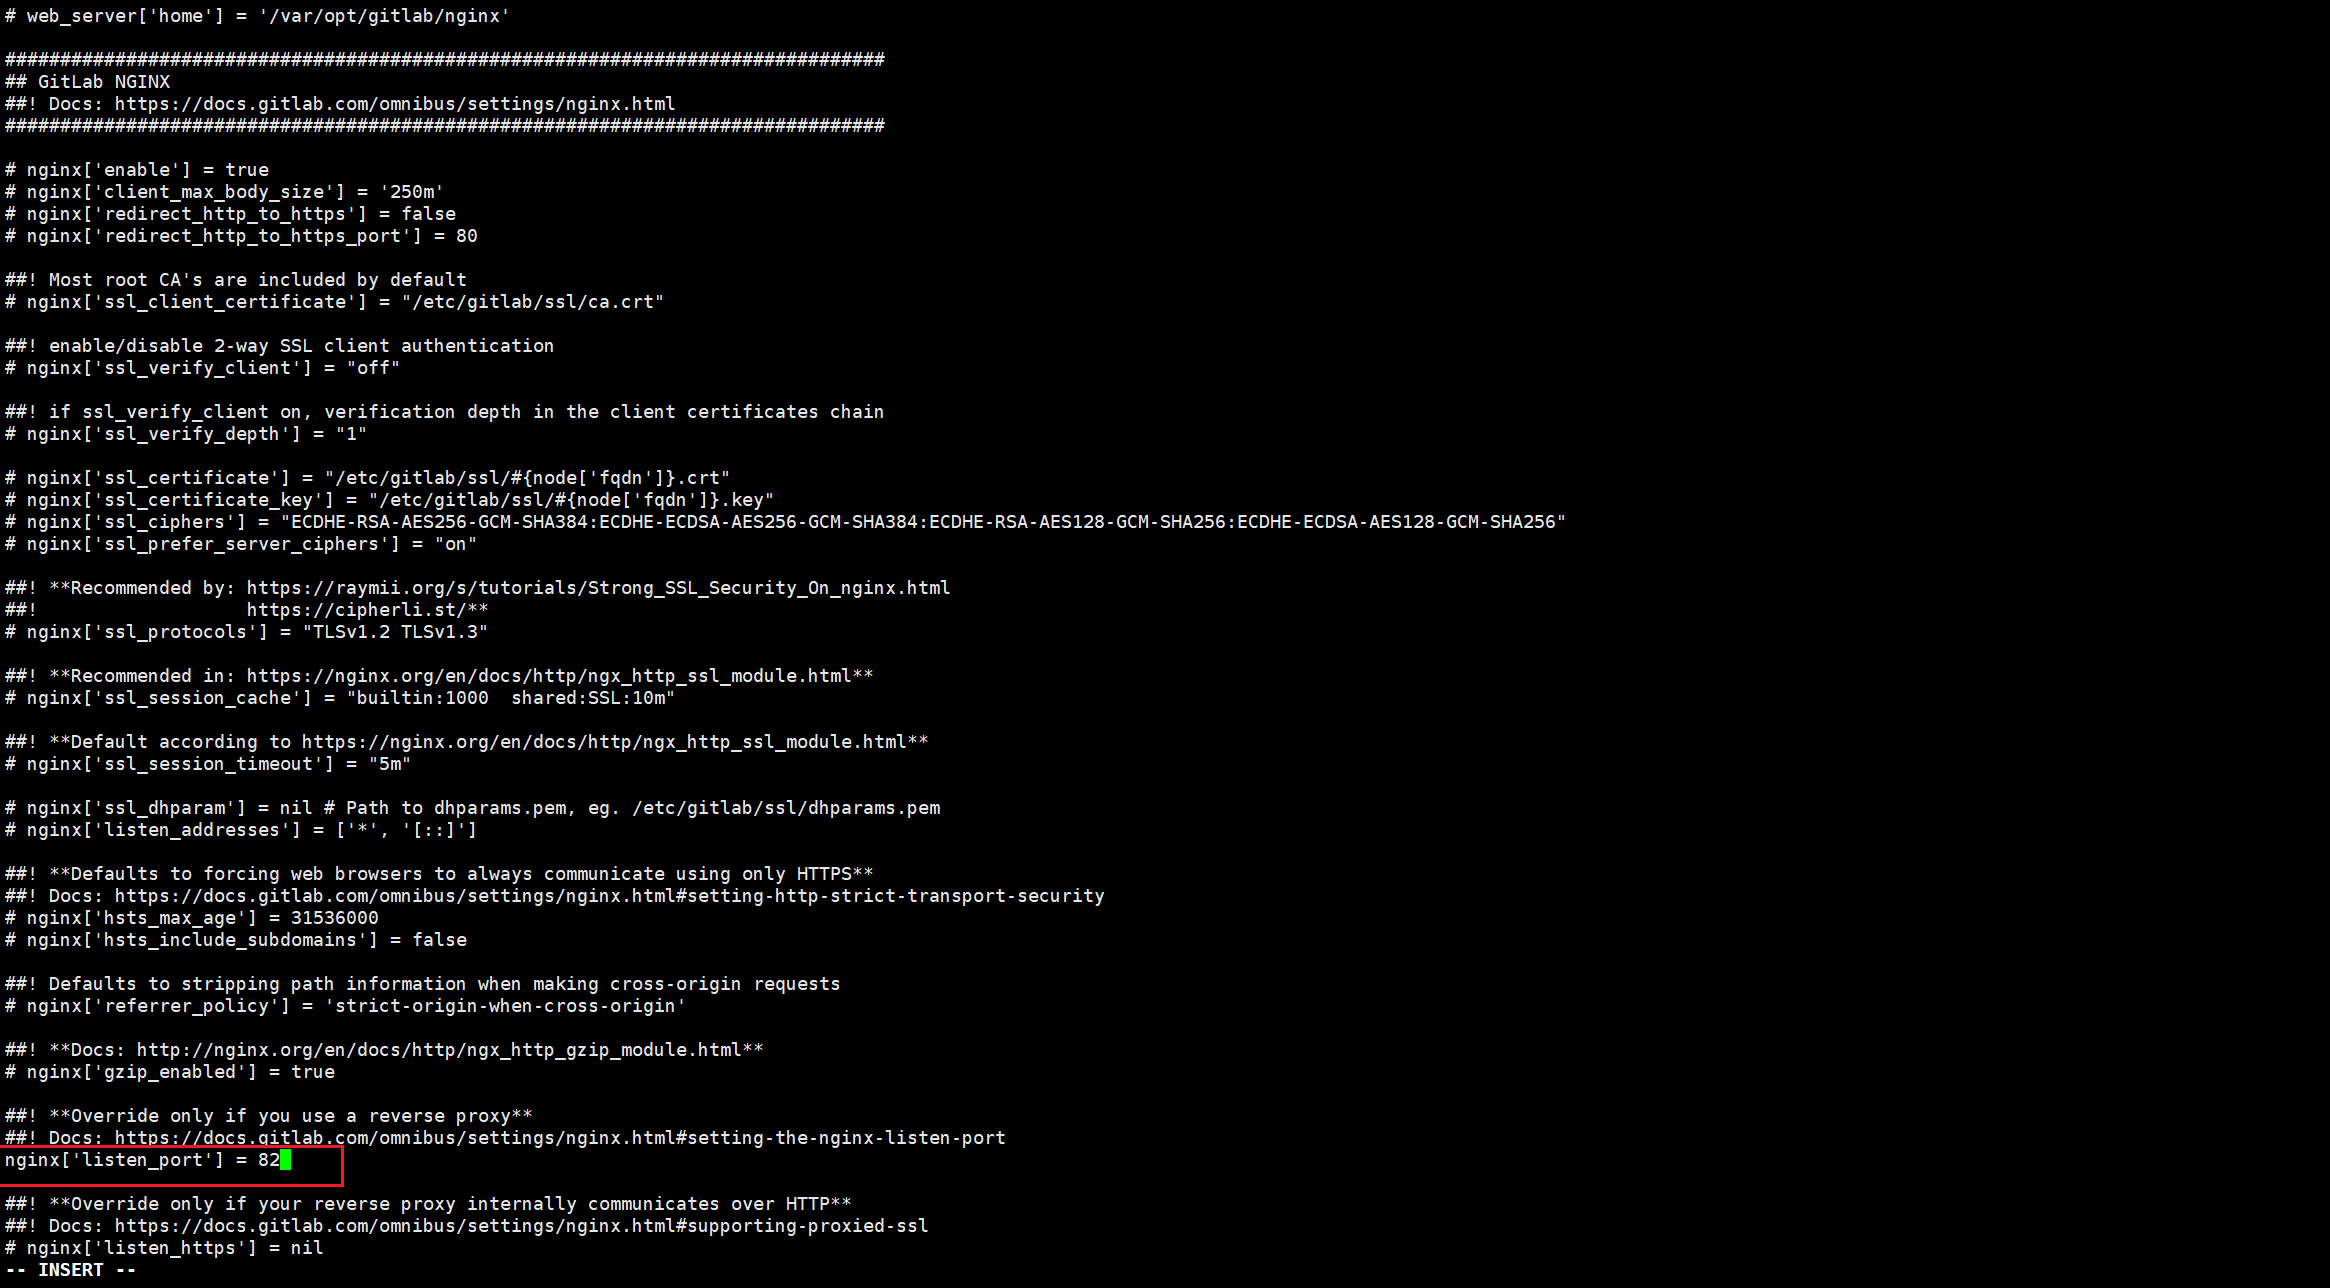 # web_server['home'] = '/var/opt/gitlab/nginx'
################################################################################
## GitLab NGINX
##! Docs: https://docs.gitlab.com/omnibus/settings/nginx.html
################################################################################
# nginx['enable'] = true
# nginx['client_max_body_size'] = '250m'
# nginx['redirect_http_to_https'] = false
# nginx['redirect_http_to_https_port'] = 80
##! Most root CA's are included by default
# nginx['ssl_client_certificate'] = "/etc/gitlab/ssl/ca.crt"
##! enable/disable 2-way SSL client authentication
# nginx['ssl_verify_client'] = "off"
##! if ssl_verify_client on, verification depth in the client certificates chain
# nginx['ssl_verify_depth'] = "1"
# nginx['ssl_certificate'] = "/etc/gitlab/ssl/#{node['fqdn']}.crt"
# nginx['ssl_certificate_key'] = "/etc/gitlab/ssl/#{node['fqdn']}.key"
# nginx['ssl_ciphers'] = "ECDHE-RSA-AES256-GCM-SHA384:ECDHE-ECDSA-AES256-GCM-SHA384:ECDHE-RSA-AES128-GCM-SHA256:ECDHE-ECDSA-AES128-GCM-SHA256"
# nginx['ssl_prefer_server_ciphers'] = "on"
##! **Recommended by: https://raymii.org/s/tutorials/Strong_SSL_Security_On_nginx.html
##!                   https://cipherli.st/**
# nginx['ssl_protocols'] = "TLSv1.2 TLSv1.3"
##! **Recommended in: https://nginx.org/en/docs/http/ngx_http_ssl_module.html**
# nginx['ssl_session_cache'] = "builtin:1000  shared:SSL:10m"
##! **Default according to https://nginx.org/en/docs/http/ngx_http_ssl_module.html**
# nginx['ssl_session_timeout'] = "5m"
# nginx['ssl_dhparam'] = nil # Path to dhparams.pem, eg. /etc/gitlab/ssl/dhparams.pem
# nginx['listen_addresses'] = ['*', '[::]']
##! **Defaults to forcing web browsers to always communicate using only HTTPS**
##! Docs: https://docs.gitlab.com/omnibus/settings/nginx.html#setting-http-strict-transport-security
# nginx['hsts_max_age'] = 31536000
# nginx['hsts_include_subdomains'] = false
##! Defaults to stripping path information when making cross-origin requests
# nginx['referrer_policy'] = 'strict-origin-when-cross-origin'
##! **Docs: http://nginx.org/en/docs/http/ngx_http_gzip_module.html**
# nginx['gzip_enabled'] = true
##! **Override only if you use a reverse proxy**
##! Docs: https://docs.gitlab.com/omnibus/settings/nginx.html#setting-the-nginx-listen-port
nginx['listen_port'] = 82
##! **Override only if your reverse proxy internally communicates over HTTP**
##! Docs: https://docs.gitlab.com/omnibus/settings/nginx.html#supporting-proxied-ssl
# nginx['listen_https'] = nil
-- INSERT --